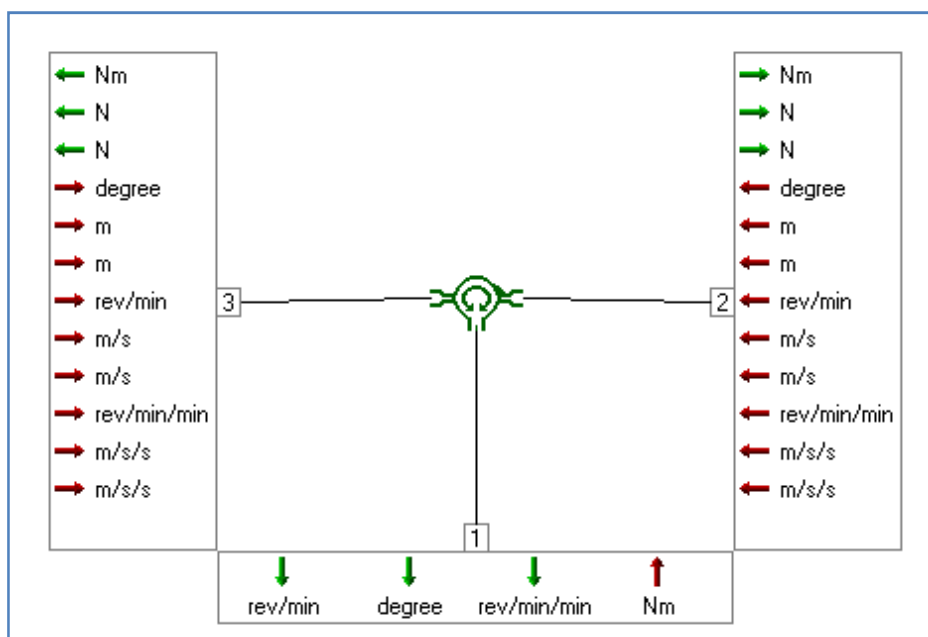 Nm
N
N
degree
m
m
rev/min
m/s
m/s
rev/min/min
m/s/s
m/s/s
3
2
1
Nm
N
N
degree
m
m
rev/min
m/s
m/s
rev/min/min
m/s/s
m/s/s
rev/min degree rev/min/min Nm